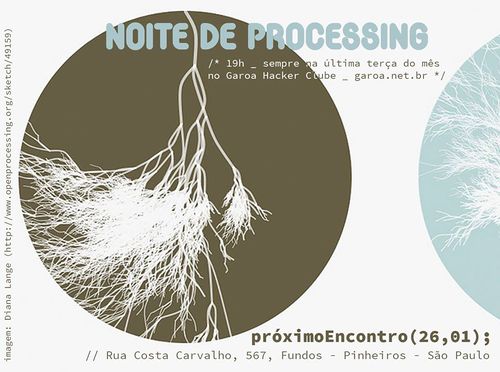 NOITE DE PROCESSING
/* 19h _ sempre na última terça do mês
no Garoa Hacker Clube _ garoa.net.br */
imagem: Diana Lange (http://www.openprocessing.org/sketch/49159)
próximoEncontro(26,01);
// Rua Costa Carvalho, 567, Fundos - Pinheiros - São Paulo